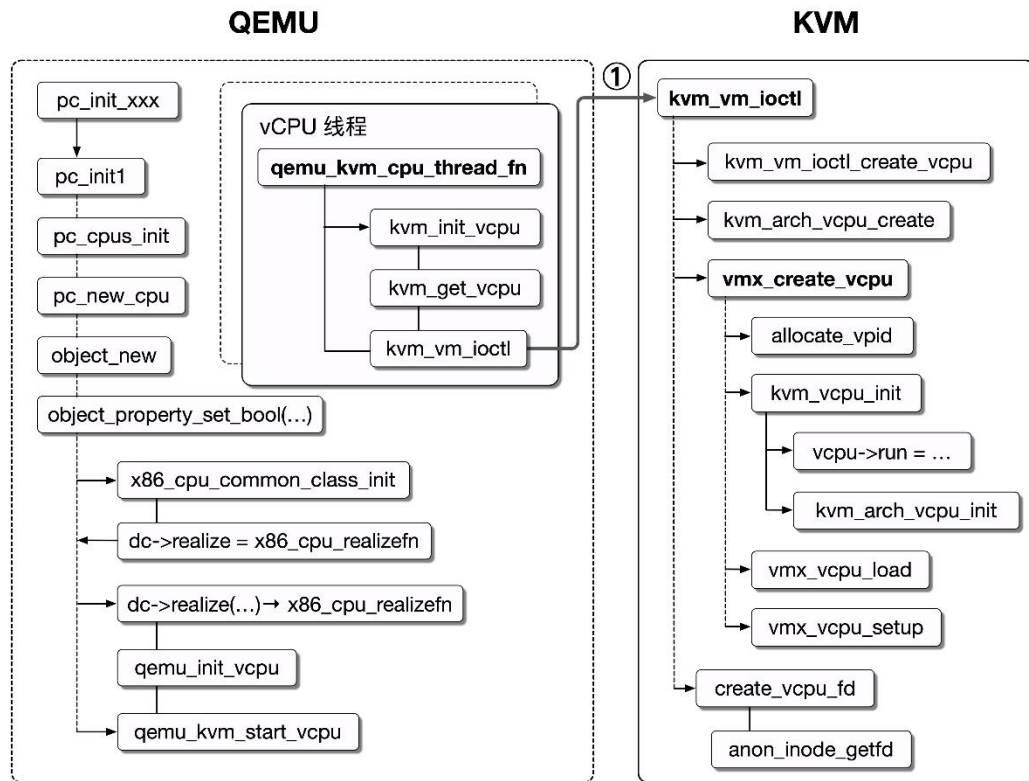 QEMU
KVM
pc_init_xxx
pc_init1
pc_cpus_init
pc_new_cpu
object_new
object_property_set_bool(…)
x86_cpu_common_class_init
dc->realize = x86_cpu_realizefn
dc->realize(…)→ x86_cpu_realizefn
qemu_init_vcpu
qemu_kvm_start_vcpu
vCPU 线程
qemu_kvm_cpu_thread_fn
kvm_init_vcpu
kvm_get_vcpu
kvm_vm_ioctl
①
kvm_vm_ioctl
kvm_vm_ioctl_create_vcpu
kvm_arch_vcpu_create
vmx_create_vcpu
allocate_vpid
kvm_vcpu_init
vcpu->run = …
kvm_arch_vcpu_init
vmx_vcpu_load
vmx_vcpu_setup
create_vcpu_fd
anon_inode_getfd